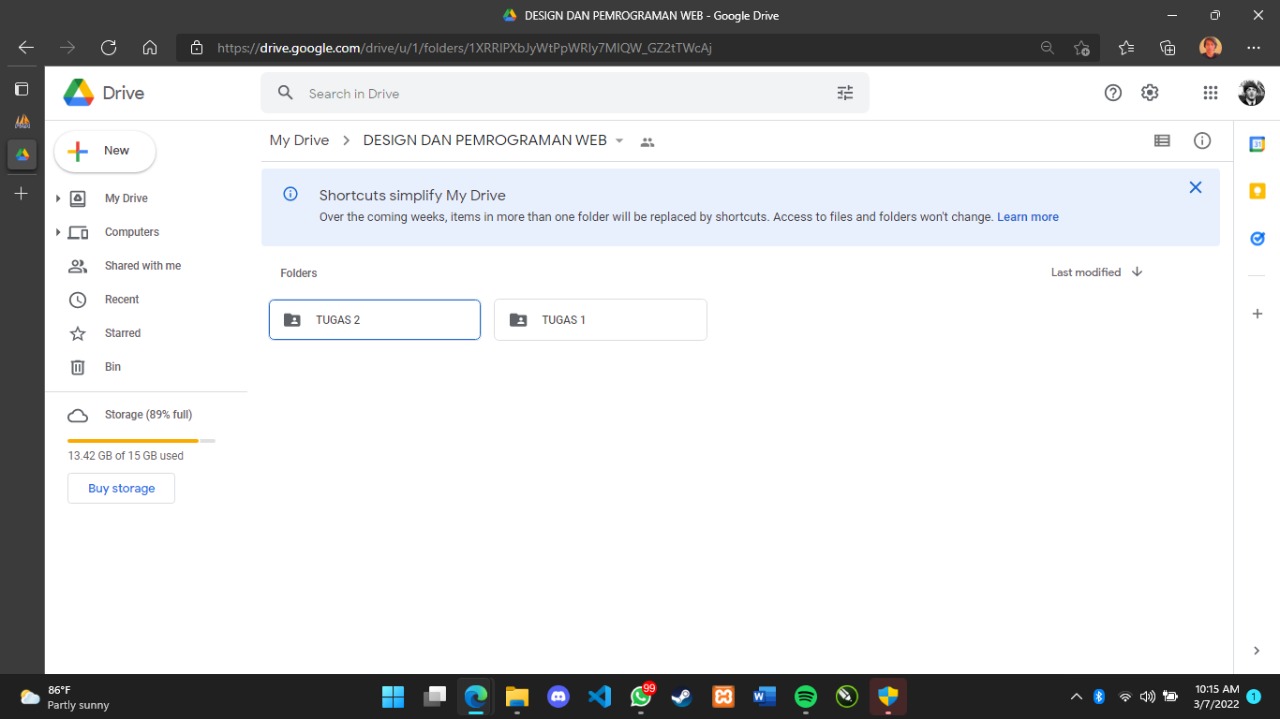 DESIGN DAN PEMROGRAMAN WEB - Google Drive
https://drive.google.com/drive/u/1/folders/1XRRlPXbJyWtPpWRly7MIQW_GZ2tTWcAj
Drive
Search in Drive
New
My Drive
Computers
Shared with me
Recent
Starred
Bin
Storage (89% full)
13.42 GB of 15 GB used
Buy storage
My Drive > DESIGN DAN PEMROGRAMAN WEB
Shortcuts simplify My Drive
Over the coming weeks, items in more than one folder will be replaced by shortcuts. Access to files and folders won't change. Learn more
Folders
Last modified
TUGAS 2
TUGAS 1
31
86°F
Partly sunny
99
10:15 AM
3/7/2022
1